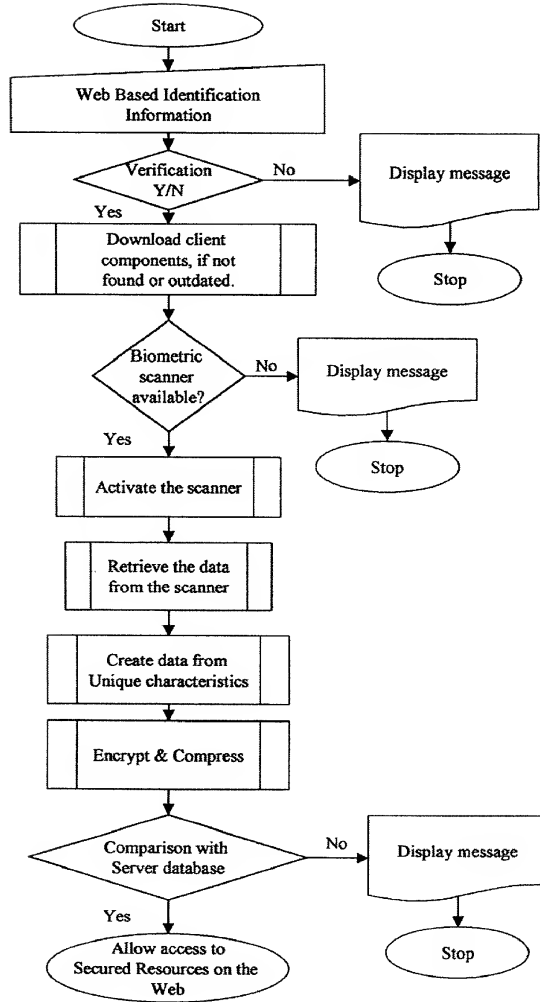 Start
Web Based Identification
Information
Verification
Y/N
No
Display message
Yes
Stop
Download client
components, if not
found or outdated.
Biometric
scanner
available?
No
Display message
Yes
Stop
Activate the scanner
Retrieve the data
from the scanner
Create data from
Unique characteristics
Encrypt & Compress
Comparison with
Server database
No
Display message
Yes
Stop
Allow access to
Secured Resources on the
Web